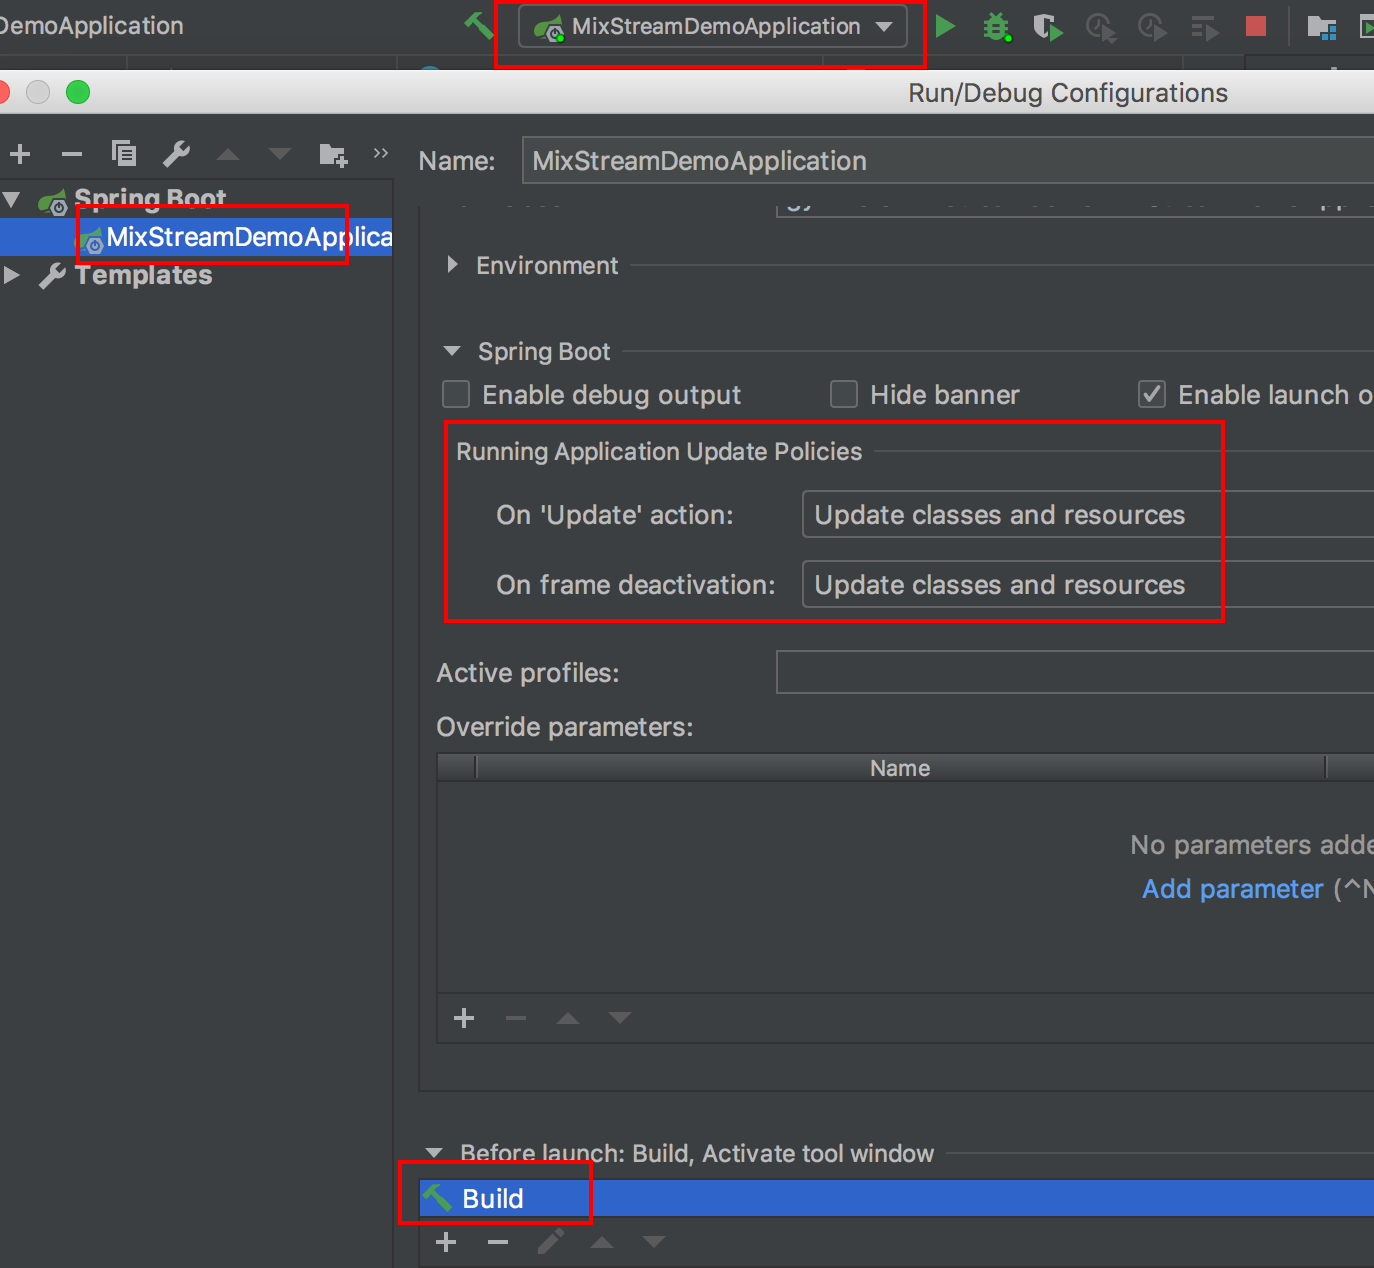 DemoApplication
MixStreamDemoApplication
Run/Debug Configurations
Name:
MixStreamDemoApplication
Spring Boot
MixStreamDemoApplica
Templates
Environment
Spring Boot
Enable debug output
Hide banner
Enable launch o
Running Application Update Policies
On 'Update' action:
Update classes and resources
On frame deactivation:
Update classes and resources
Active profiles:
Override parameters:
Name
No parameters adde
Add parameter (^N
Before launch: Build, Activate tool window
Build